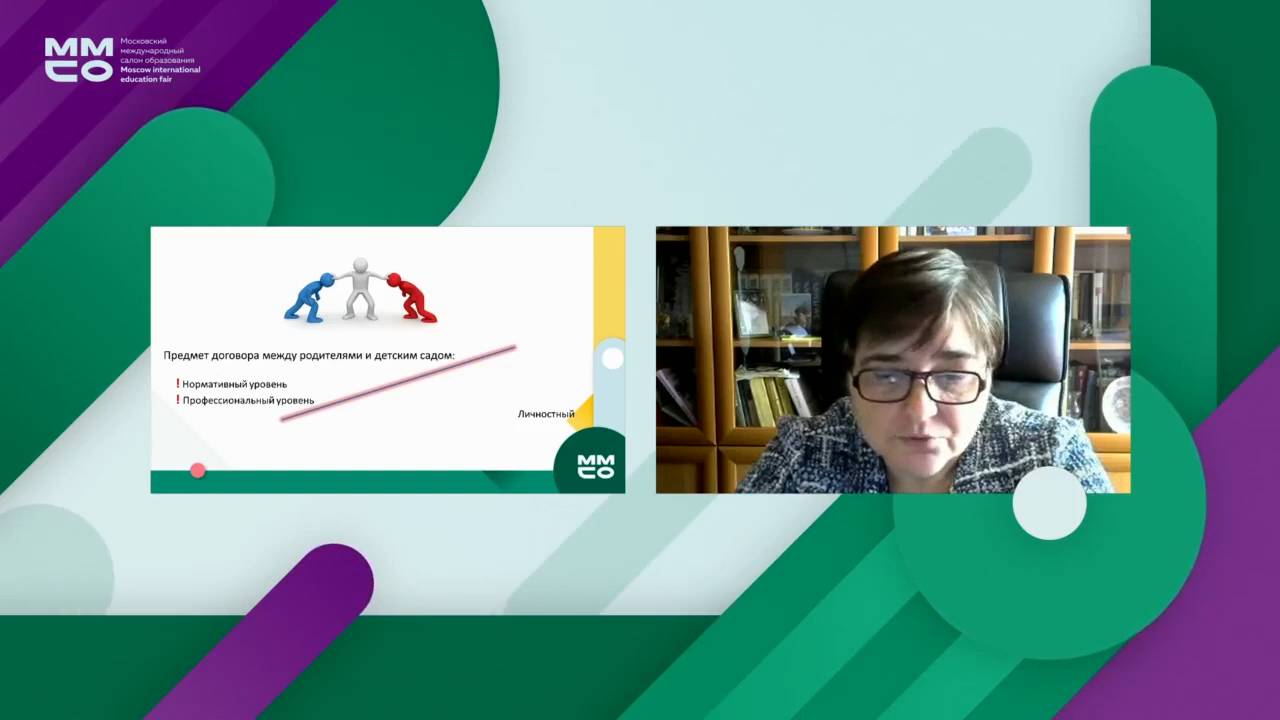 ММ
СО
Московский
международный
салон образования
Moscow international
education fair
Предмет договора между родителями и детским садом:
! Нормативный уровень
! Профессиональный уровень
Личностный
ММ
СО